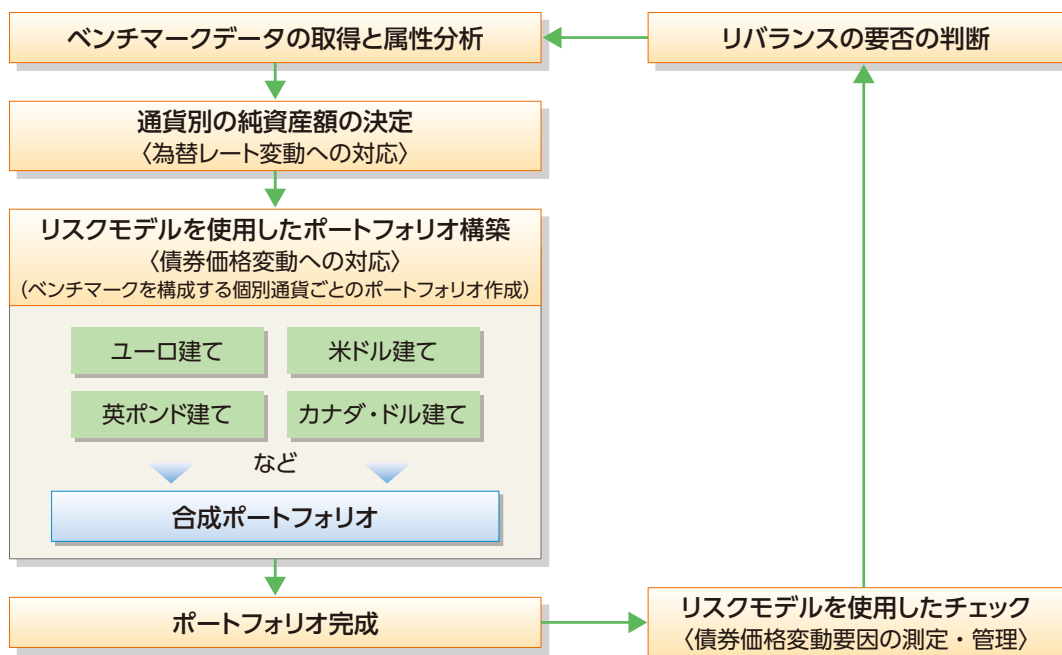 ベンチマークデータの取得と属性分析
リバランスの要否の判断
通貨別の純資産額の決定
〈為替レート変動への対応〉
リスクモデルを使用したポートフォリオ構築
〈債券価格変動への対応〉
(ベンチマークを構成する個別通貨ごとのポートフォリオ作成)
ユーロ建て
米ドル建て
英ポンド建て
カナダ・ドル建て
など
合成ポートフォリオ
ポートフォリオ完成
リスクモデルを使用したチェック
〈債券価格変動要因の測定・管理〉